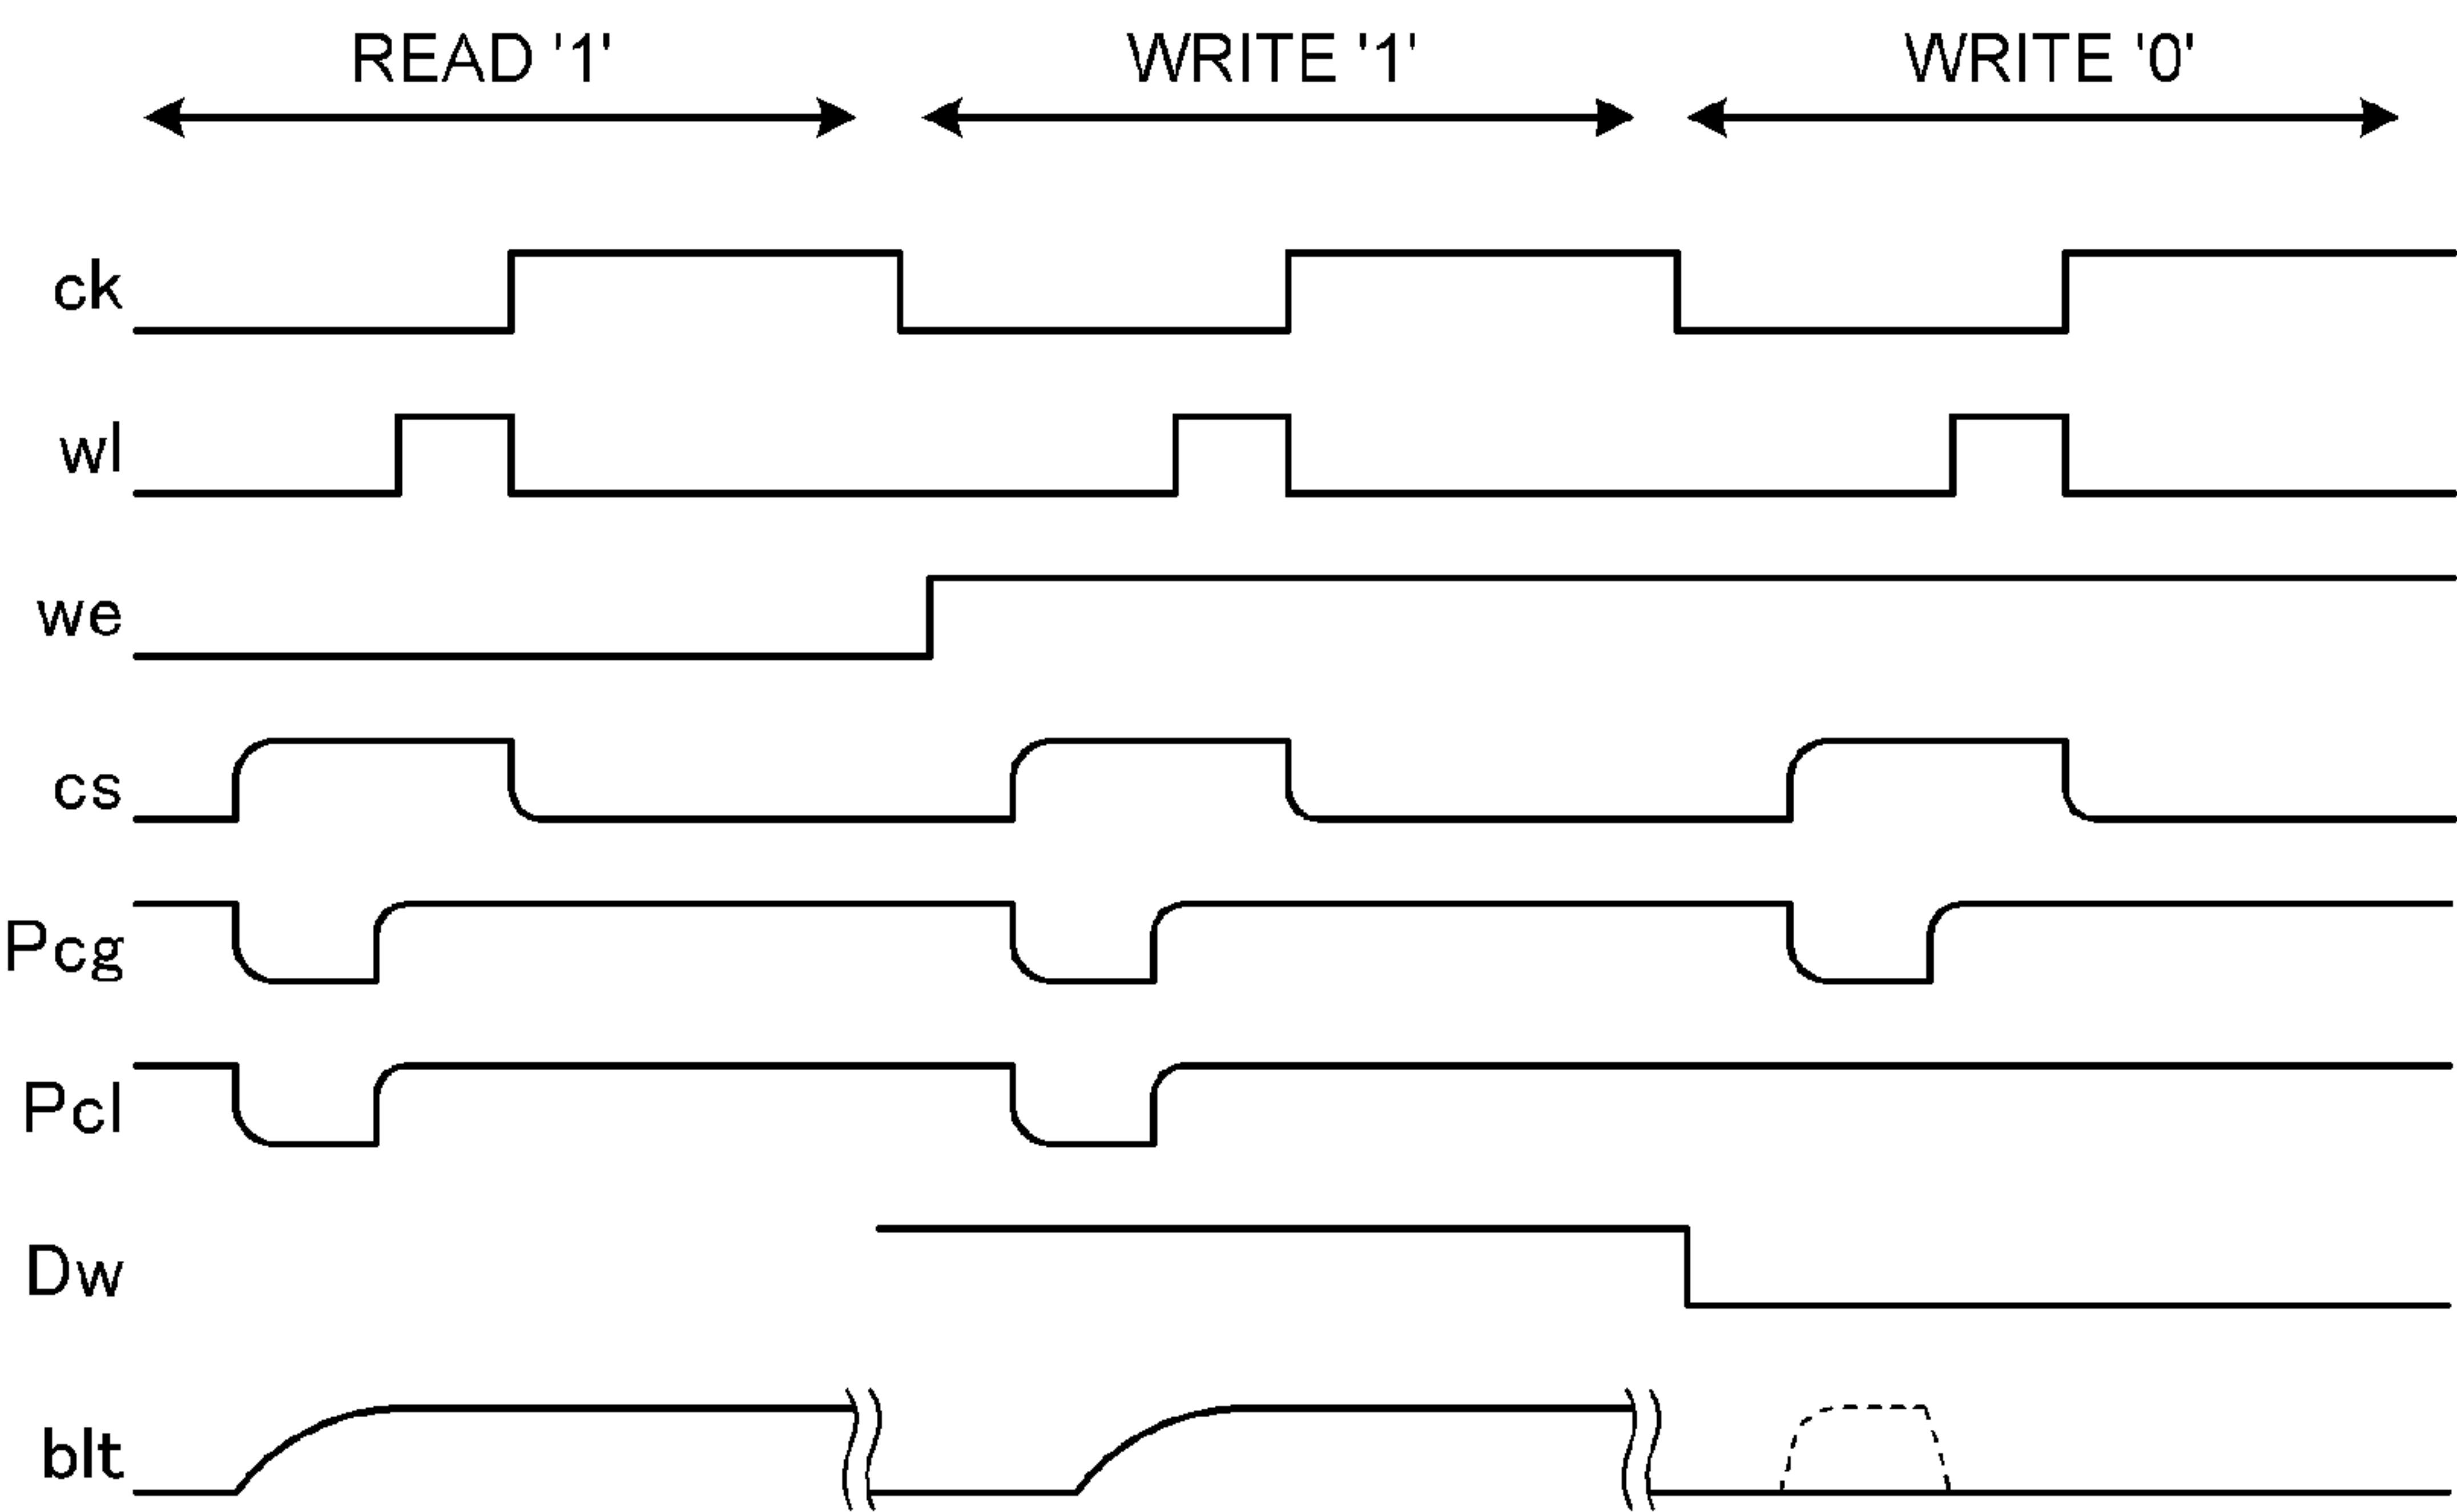 READ '1' WRITE '1' WRITE '0'
ck
wl
we
cs
Pcg
Pcl
Dw
blt